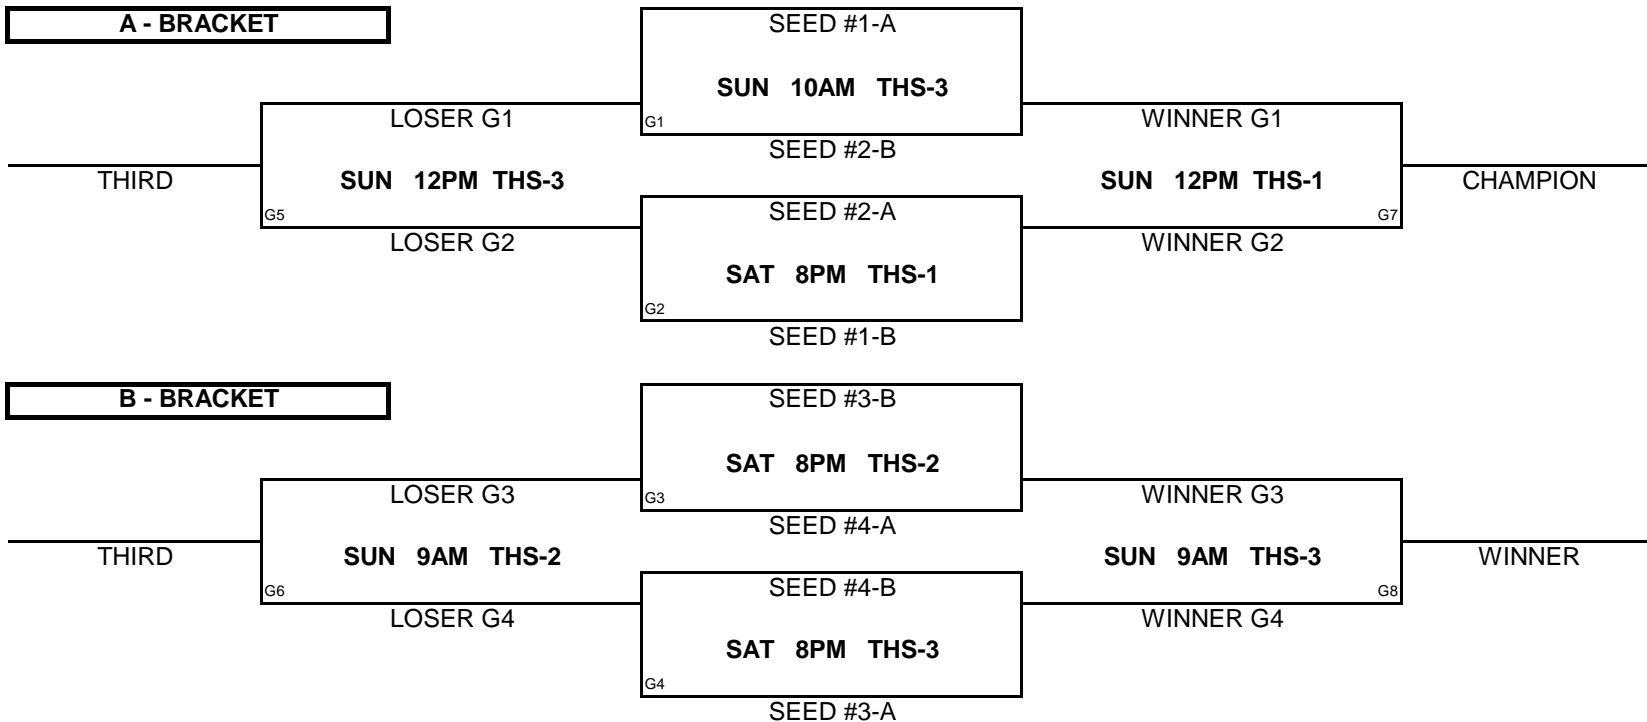 A - BRACKET
SEED #1-A
SUN 10AM THS-3
G1
LOSER G1
WINNER G1
SEED #2-B
THIRD
SUN 12PM THS-3
SUN 12PM THS-1
CHAMPION
SEED #2-A
G5
G7
LOSER G2
WINNER G2
SAT 8PM THS-1
G2
SEED #1-B
B - BRACKET
SEED #3-B
SAT 8PM THS-2
LOSER G3
G3
WINNER G3
SEED #4-A
THIRD
SUN 9AM THS-2
SUN 9AM THS-3
WINNER
SEED #4-B
G6
G8
LOSER G4
WINNER G4
SAT 8PM THS-3
G4
SEED #3-A